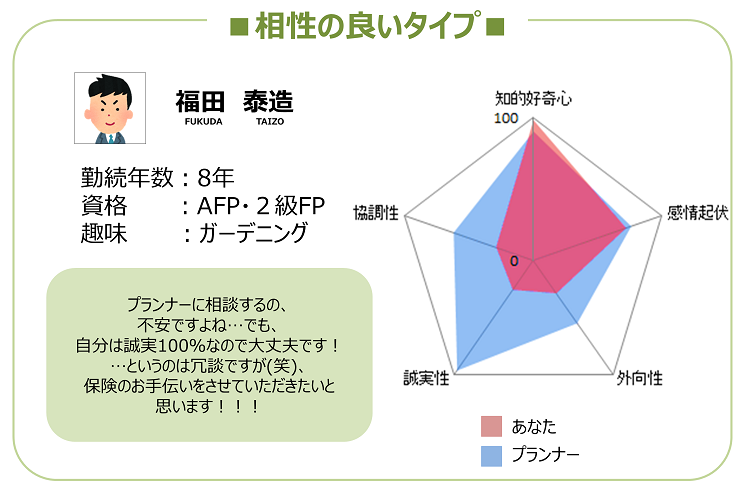 ■相性の良いタイプ■
福田 泰造
FUKUDA TAIZO
勤続年数：8年
資格 ：AFP・２級FP
趣味 ：ガーデニング
プランナーに相談するの、
不安ですよね…でも、
自分は誠実100%なので大丈夫です！
…というのは冗談ですが(笑)、
保険のお手伝いをさせていただきたいと
思います！！！
知的好奇心
100
協調性
感情起伏
0
誠実性
外向性
あなた
プランナー